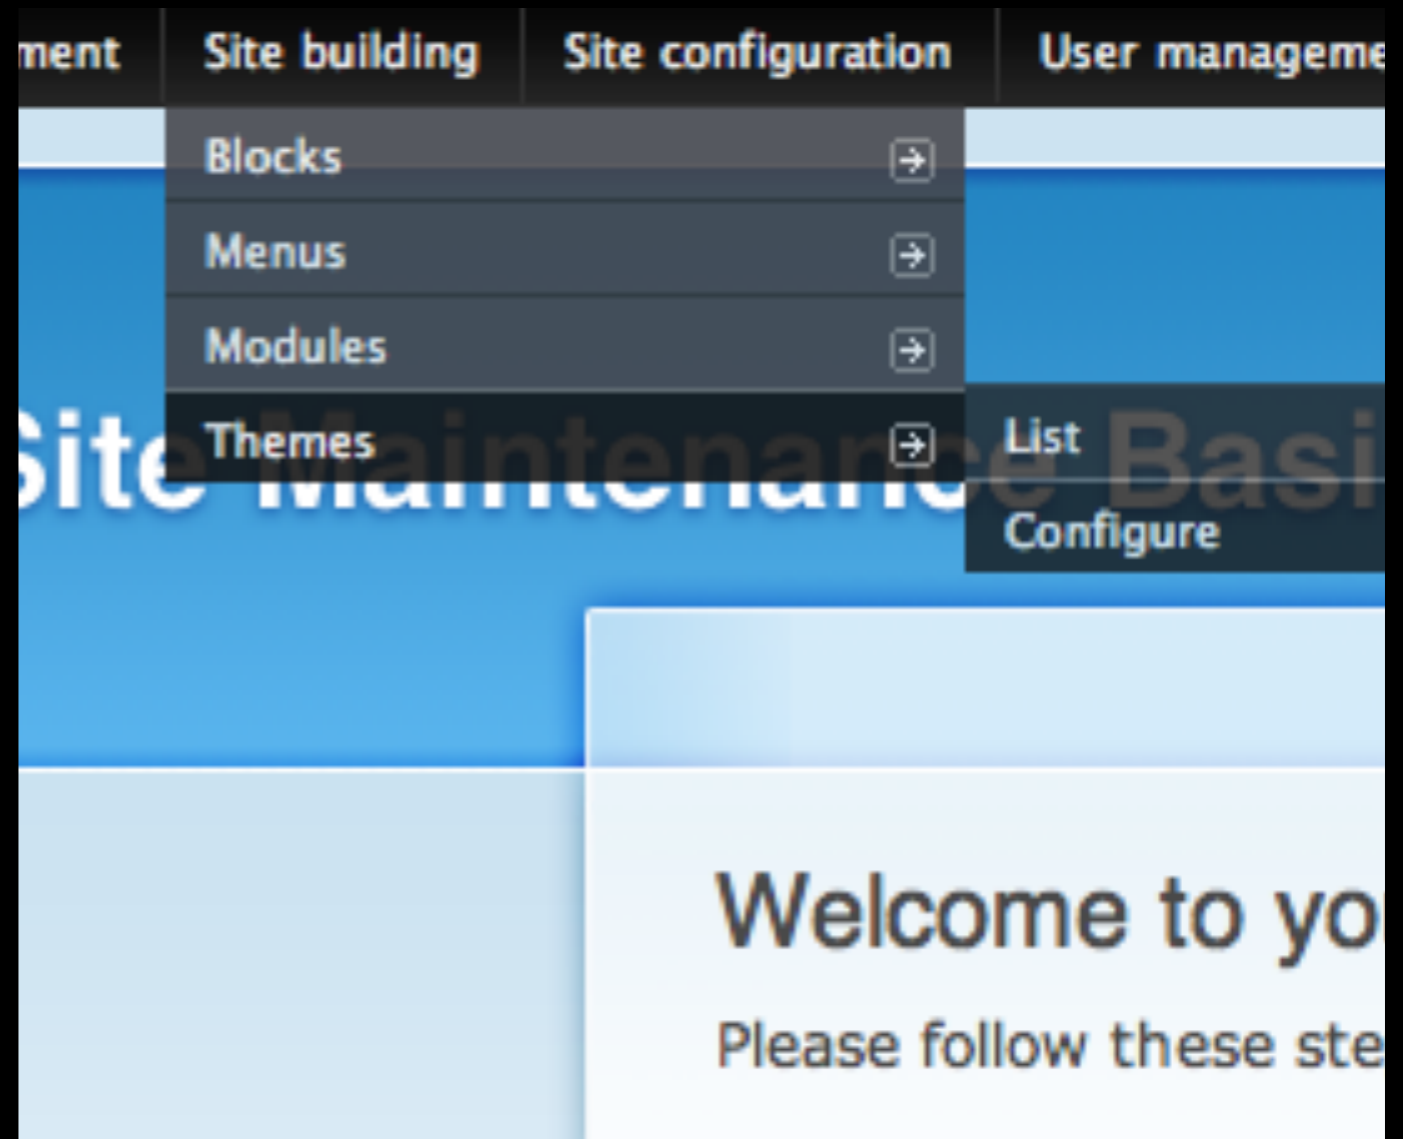 ment Site building Site configuration User manageme
Blocks
Menus
Modules
Themes
List
Configure
Site Maintenance Basi
Welcome to yo
Please follow these ste